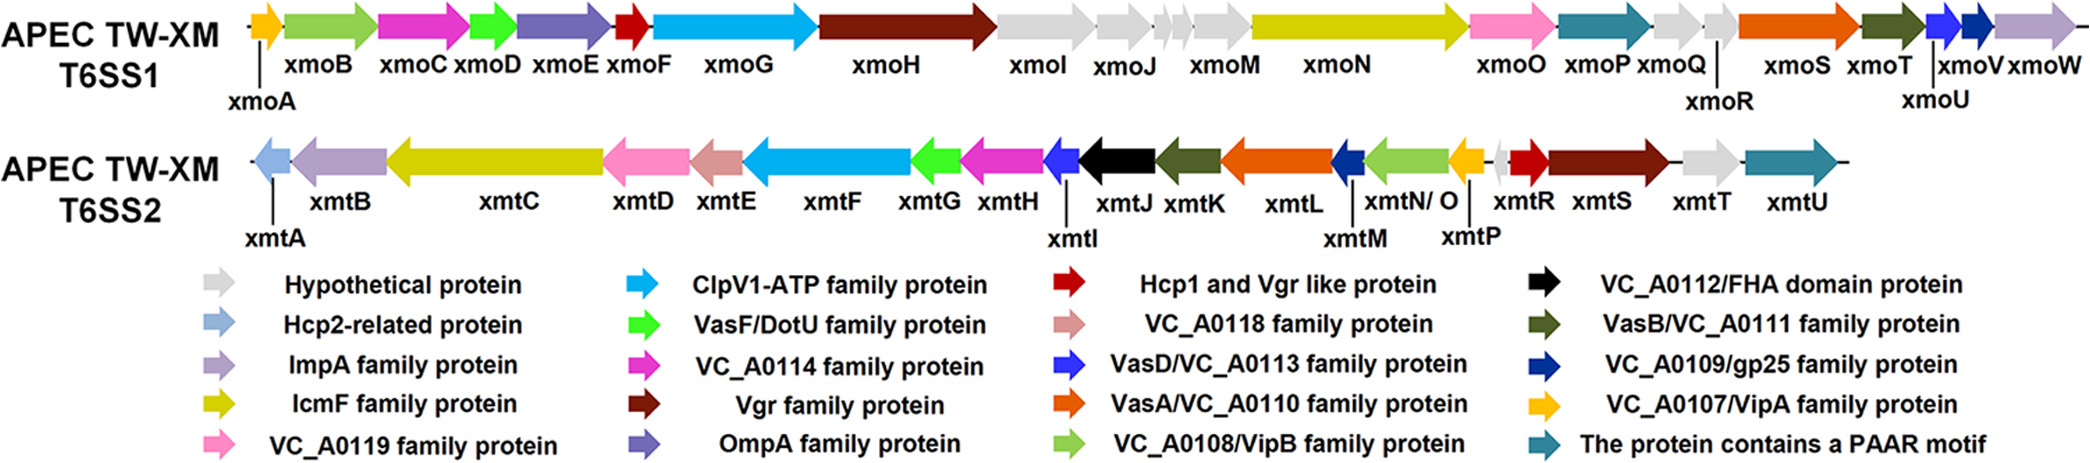 APEC TW-XM
T6SS1
xmoB xmoC xmoD xmoE xmoF xmoG xmoH xmoI xmoJ xmoM xmoN xmoO xmoP xmoQ xmoS xmoT xmoV xmoW
xmoA xmoR xmoU
APEC TW-XM
T6SS2
xmtB xmtC xmtD xmtE xmtF xmtG xmtH xmtJ xmtK xmtL xmtN/ O xmtR xmtS xmtT xmtU
xmtA xmtI xmtM xmtP
Hypothetical protein ClpV1-ATP family protein Hcp1 and Vgr like protein VC_A0112/FHA domain protein
Hcp2-related protein VasF/DotU family protein VC_A0118 family protein VasB/VC_A0111 family protein
ImpA family protein VC_A0114 family protein VasD/VC_A0113 family protein VC_A0109/gp25 family protein
IcmF family protein Vgr family protein VasA/VC_A0110 family protein VC_A0107/VipA family protein
VC_A0119 family protein OmpA family protein VC_A0108/VipB family protein The protein contains a PAAR motif